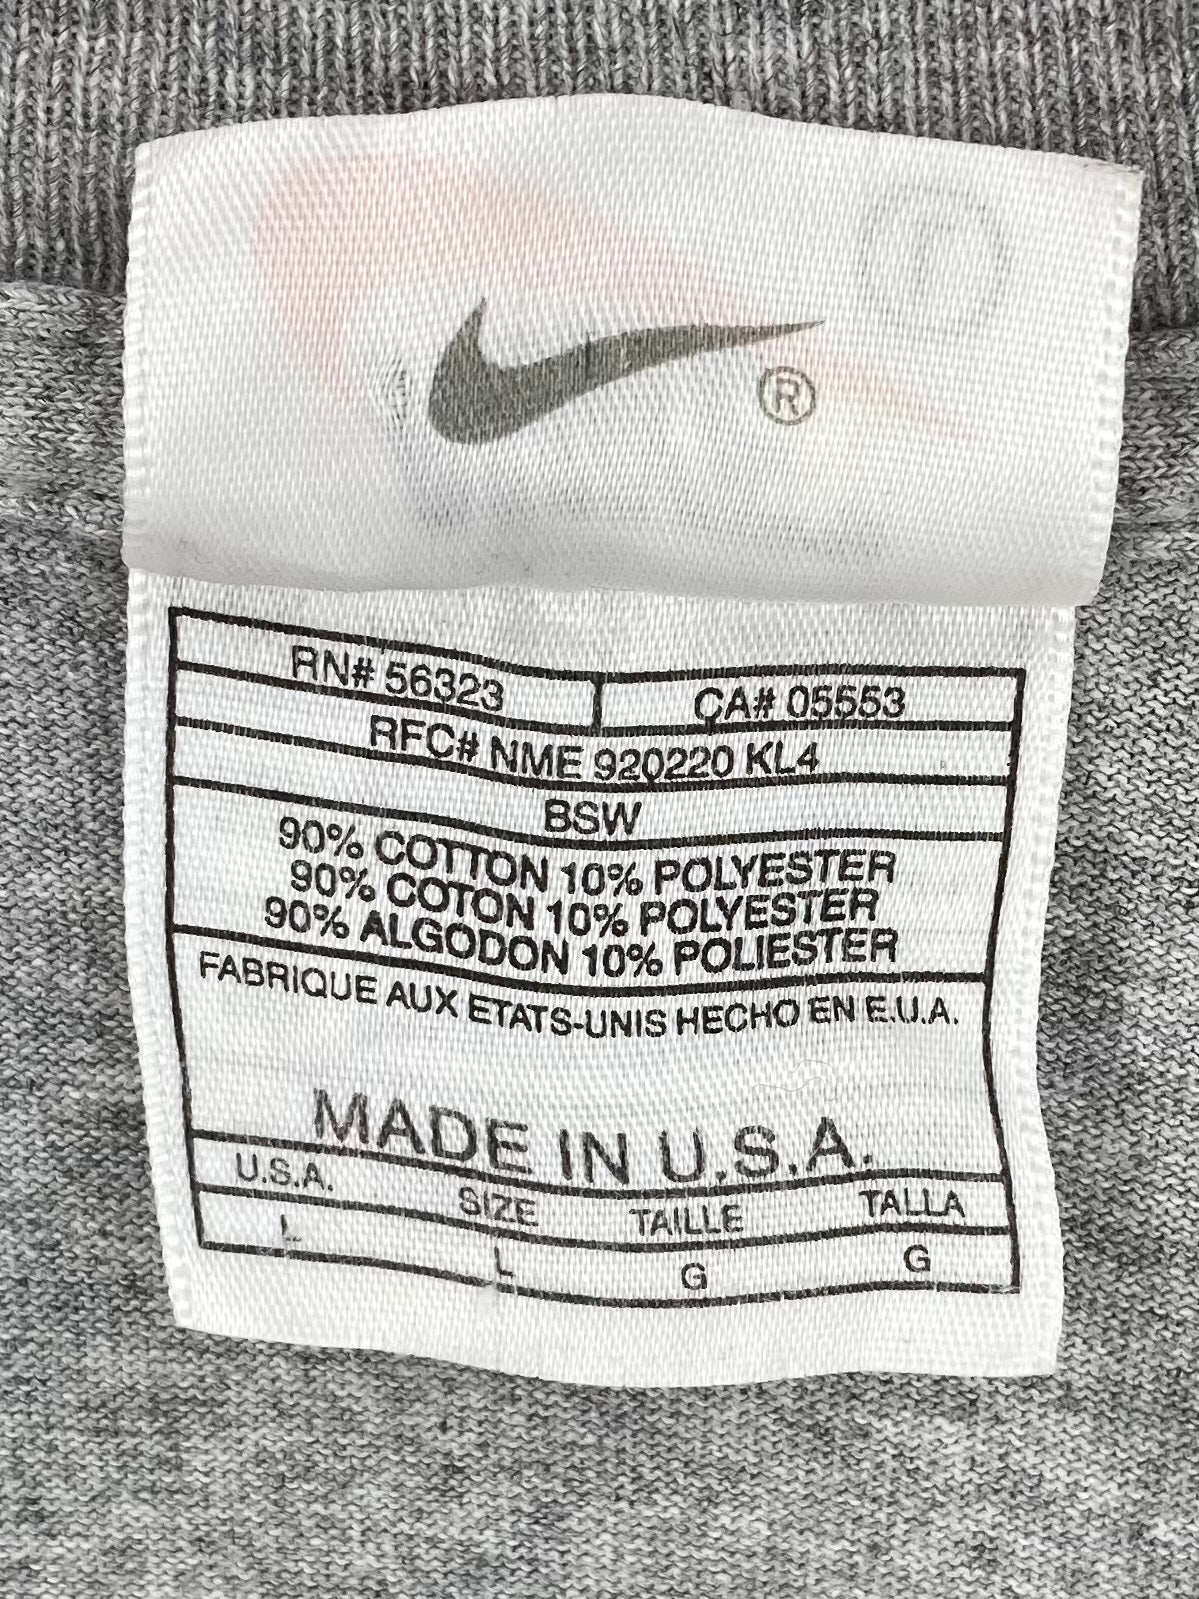 ®
RN# 56323 CA# 05553
RFC# NME 920220 KL4
BSW
90% COTTON 10% POLYESTER
90% COTON 10% POLYESTER
90% ALGODON 10% POLIESTER
FABRIQUE AUX ETATS-UNIS HECHO EN E.U.A.
MADE IN U.S.A.
U.S.A. SIZE TAILLE TALLA
L L G G